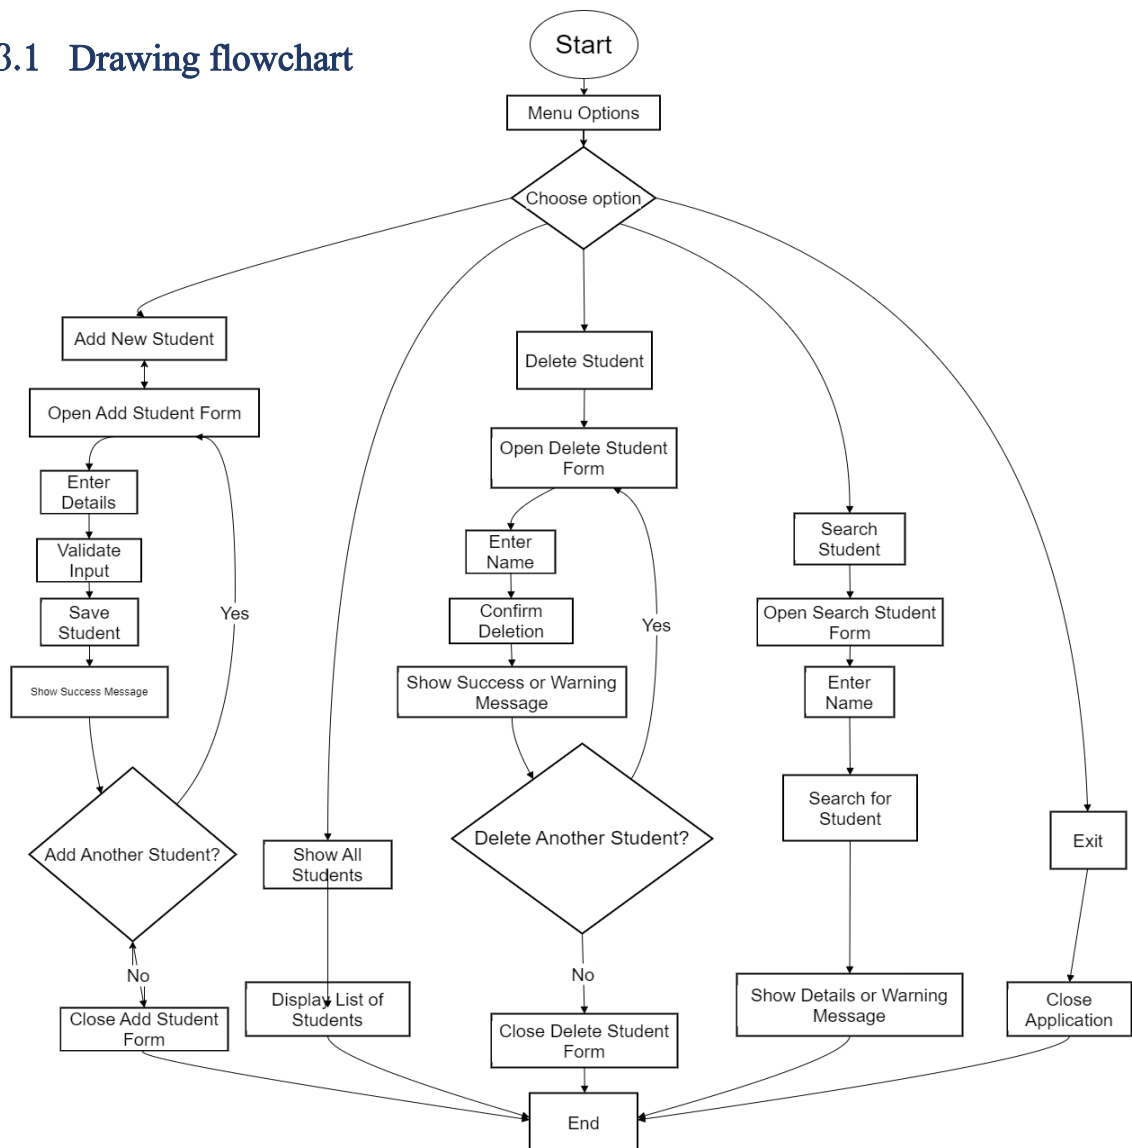 3.1 Drawing flowchart
Start
Menu Options
Choose option
Add New Student
Open Add Student Form
Enter
Details
Validate
Input
Save
Student
Show Success Message
Yes
Add Another Student?
No
Close Add Student
Form
Show All
Students
Display List of
Students
Delete Student
Open Delete Student
Form
Enter
Name
Confirm
Deletion
Show Success or Warning
Message
Yes
Delete Another Student?
No
Close Delete Student
Form
Search
Student
Open Search Student
Form
Enter
Name
Search for
Student
Show Details or Warning
Message
Exit
Close
Application
End